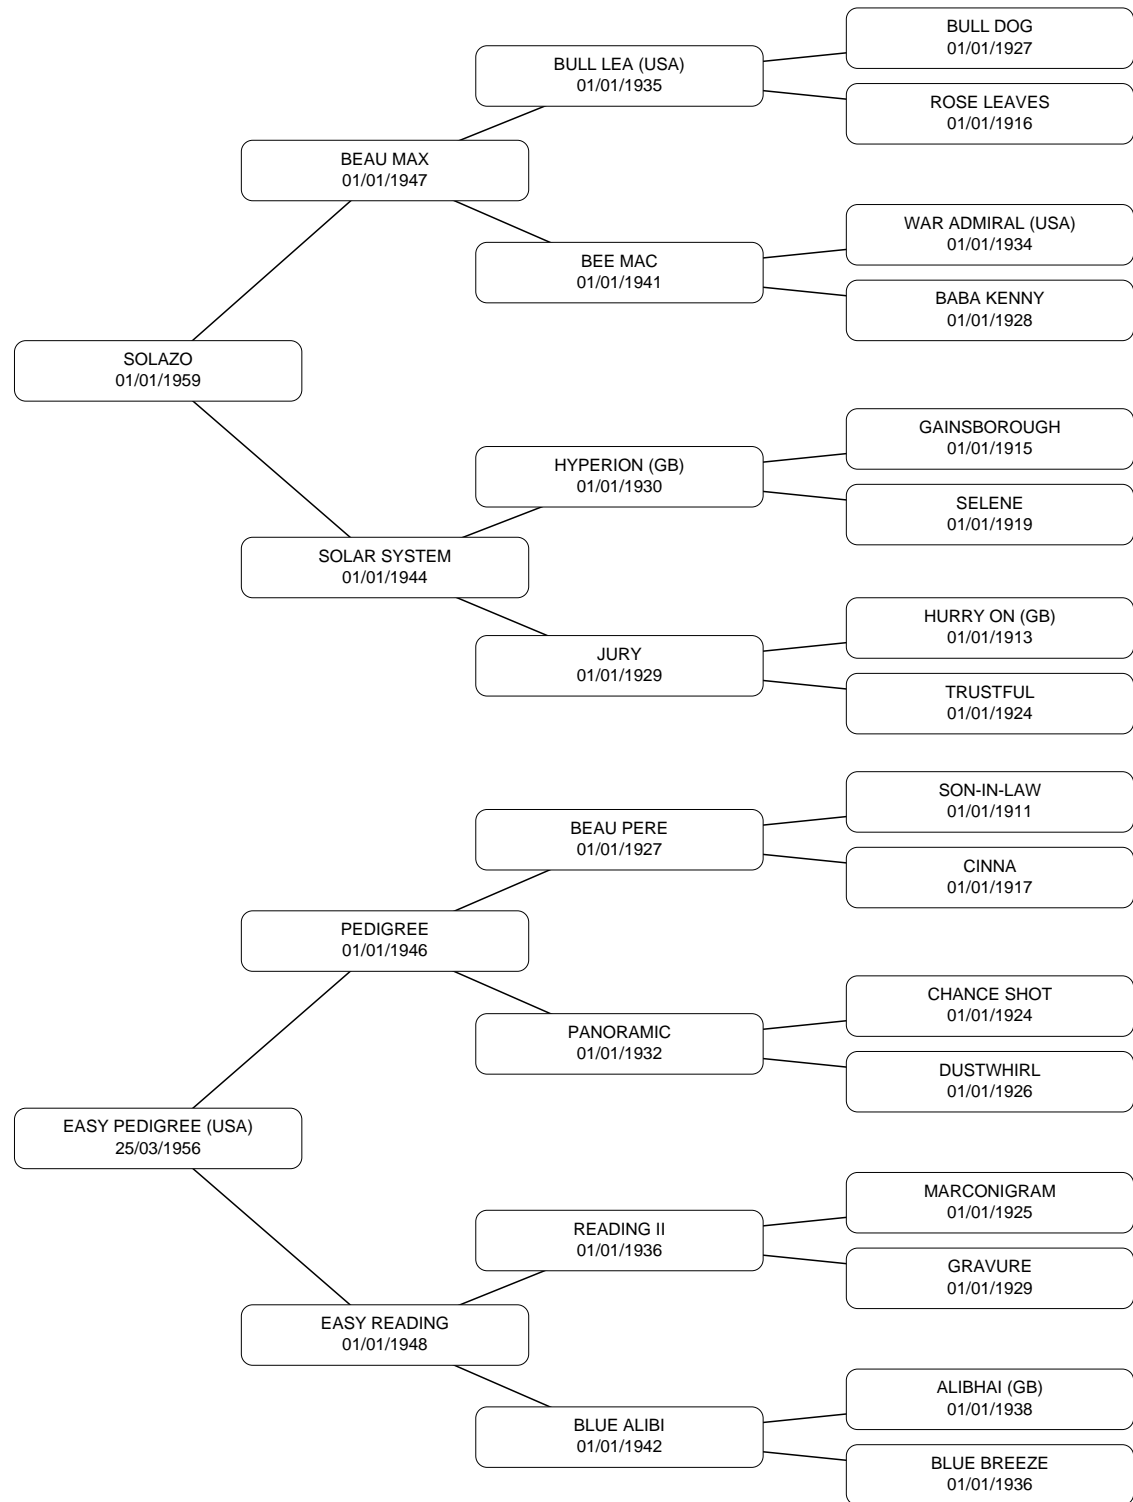 BULL DOG
01/01/1927
BULL LEA (USA)
01/01/1935
ROSE LEAVES
01/01/1916
BEAU MAX
01/01/1947
WAR ADMIRAL (USA)
01/01/1934
BEE MAC
01/01/1941
BABA KENNY
01/01/1928
SOLAZO
01/01/1959
GAINSBOROUGH
01/01/1915
HYPERION (GB)
01/01/1930
SELENE
01/01/1919
SOLAR SYSTEM
01/01/1944
HURRY ON (GB)
01/01/1913
JURY
01/01/1929
TRUSTFUL
01/01/1924
SON-IN-LAW
01/01/1911
BEAU PERE
01/01/1927
CINNA
01/01/1917
PEDIGREE
01/01/1946
CHANCE SHOT
01/01/1924
PANORAMIC
01/01/1932
DUSTWHIRL
01/01/1926
EASY PEDIGREE (USA)
25/03/1956
MARCONIGRAM
01/01/1925
READING II
01/01/1936
GRAVURE
01/01/1929
EASY READING
01/01/1948
ALIBHAI (GB)
01/01/1938
BLUE ALIBI
01/01/1942
BLUE BREEZE
01/01/1936